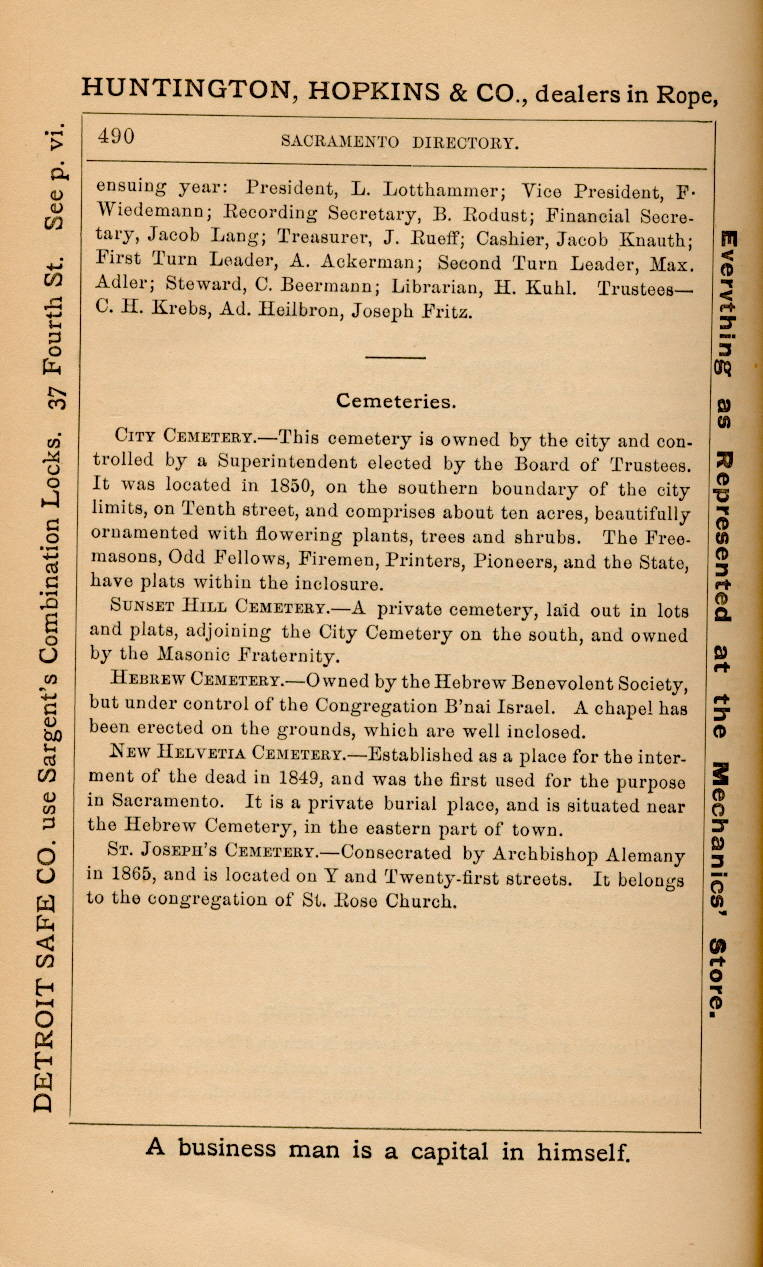 HUNTINGTON, HOPKINS & CO., dealers in Rope,
490 SACRAMENTO DIRECTORY.
ensuing year: President, L. Lotthammer; Vice President, F.
Wiedemann; Recording Secretary, B. Rodust; Financial Secre-
tary, Jacob Lang; Treasurer, J. Rueff; Cashier, Jacob Knauth;
First Turn Leader, A. Ackerman; Second Turn Leader, Max.
Adler; Steward, C. Beermann; Librarian, H. Kuhl. Trustees—
C. H. Krebs, Ad. Heilbron, Joseph Fritz.
Cemeteries.
CITY CEMETERY.—This cemetery is owned by the city and con-
trolled by a Superintendent elected by the Board of Trustees.
It was located in 1850, on the southern boundary of the city
limits, on Tenth street, and comprises about ten acres, beautifully
ornamented with flowering plants, trees and shrubs. The Free-
masons, Odd Fellows, Firemen, Printers, Pioneers, and the State,
have plats within the inclosure.
SUNSET HILL CEMETERY.—A private cemetery, laid out in lots
and plats, adjoining the City Cemetery on the south, and owned
by the Masonic Fraternity.
HEBREW CEMETERY.—Owned by the Hebrew Benevolent Society,
but under control of the Congregation B'nai Israel. A chapel has
been erected on the grounds, which are well inclosed.
NEW HELVETIA CEMETERY.—Established as a place for the inter-
ment of the dead in 1849, and was the first used for the purpose
in Sacramento. It is a private burial place, and is situated near
the Hebrew Cemetery, in the eastern part of town.
ST. JOSEPH'S CEMETERY.—Consecrated by Archbishop Alemany
in 1865, and is located on Y and Twenty-first streets. It belongs
to the congregation of St. Rose Church.
A business man is a capital in himself.
DETROIT SAFE CO. use Sargent's Combination Locks. 37 Fourth St. See p. vi.
Everything as Represented at the Mechanics' Store.